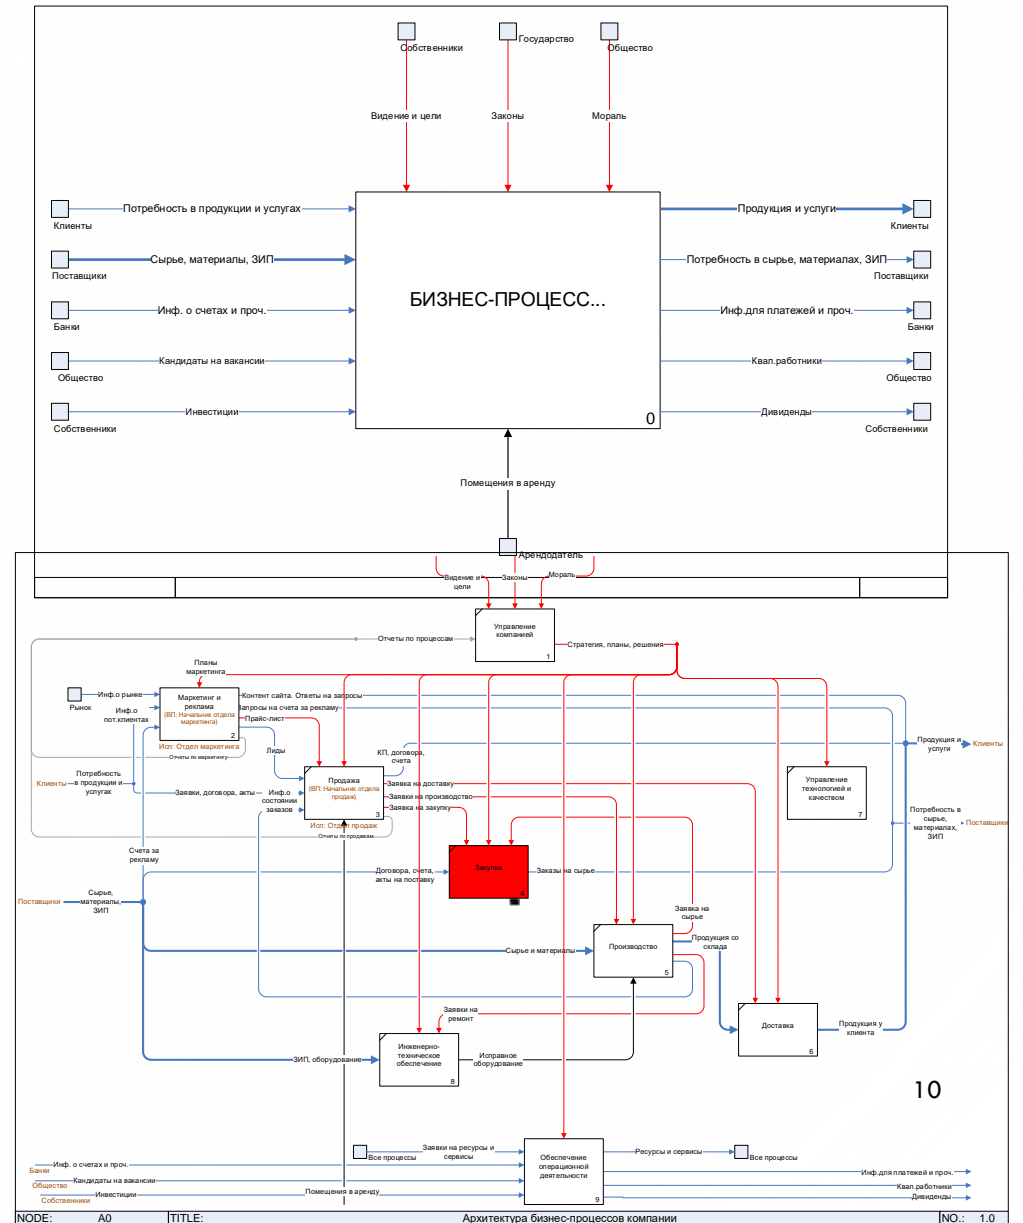 Собственники
Государство
Общество
Видение и цели
Законы
Мораль
Потребность в продукции и услугах
Клиенты
Сырье, материалы, ЗИП
Поставщики
Инф. о счетах и проч.
Банки
Кандидаты на вакансии
Общество
Инвестиции
Собственники
БИЗНЕС-ПРОЦЕСС...
0
Продукция и услуги
Клиенты
Потребность в сырье, материалах, ЗИП
Поставщики
Инф.для платежей и проч.
Банки
Квал.работники
Общество
Дивиденды
Собственники
Помещения в аренду
Арендодатель
Видение и
цели
Законы
Мораль
Управление
компанией
1
Отчеты по процессам
Стратегия, планы, решения
Планы
маркетинга
Рынок
Инф.о рынке
Инф.о
пот.клиентах
Маркетинг и
реклама
(ВП: Начальник отдела
маркетинга)
2
Исп: Отдел маркетинга
Отчеты по маркетингу
Контент сайта. Ответы на запросы
Запросы на счета за рекламу
Прайс-лист
Лиды
КП, договора,
счета
Продукция и
услуги
Клиенты
Клиенты
Потребность
в продукции и
услугах
Заявки, договора, акты
Инф.о
состоянии
заказов
Продажа
(ВП: Начальник отдела
продаж)
3
Исп: Отдел продаж
Отчеты по продажам
Заявка на доставку
Заявка на производство
Заявка на закупку
Управление
технологией и
качеством
7
Потребность в
сырье,
материалах,
ЗИП
Поставщики
Счета за
рекламу
Договора, счета,
акты на поставку
Закупка
4
Заказы на сырье
Поставщики
Сырье,
материалы,
ЗИП
Заявка на
сырье
Сырье и материалы
Производство
5
Продукция со
склада
Заявки на
ремонт
Доставка
6
Продукция у
клиента
ЗИП, оборудование
Инженерно-
техническое
обеспечение
8
Исправное
оборудование
10
Все процессы
Заявки на ресурсы и
сервисы
Обеспечение
операционной
деятельности
9
Ресурсы и сервисы
Все процессы
Инф. о счетах и проч.
Банки
Кандидаты на вакансии
Общество
Инвестиции
Собственники
Помещения в аренду
Инф.для платежей и проч.
Квал.работники
Дивиденды
NODE: A0 TITLE: Архитектура бизнес-процессов компании NO.: 1.0